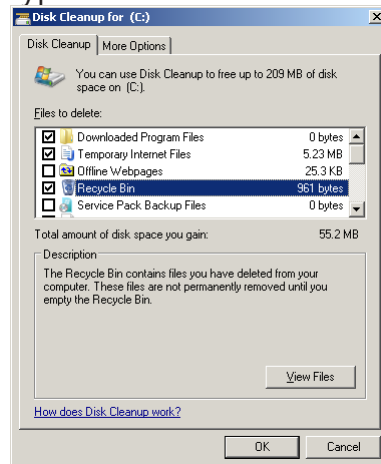 Disk Cleanup for (C:)
Disk Cleanup More Options
You can use Disk Cleanup to free up to 209 MB of disk
space on (C:).
Files to delete:
Downloaded Program Files 0 bytes
Temporary Internet Files 5.23 MB
Offline Webpages 25.3 KB
Recycle Bin 961 bytes
Service Pack Backup Files 0 bytes
Total amount of disk space you gain: 55.2 MB
Description
The Recycle Bin contains files you have deleted from your
computer. These files are not permanently removed until you
empty the Recycle Bin.
View Files
How does Disk Cleanup work?
OK Cancel